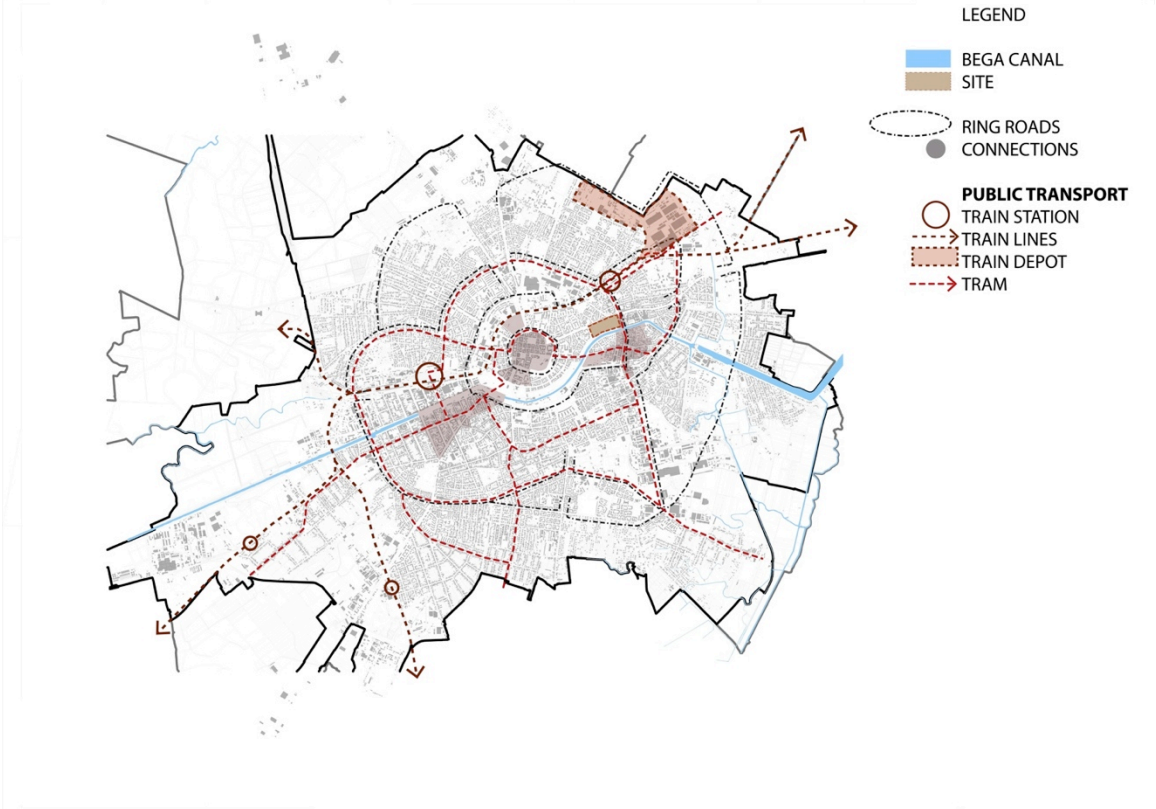 LEGEND
BEGA CANAL
SITE
RING ROADS
CONNECTIONS
PUBLIC TRANSPORT
TRAIN STATION
TRAIN LINES
TRAIN DEPOT
TRAM